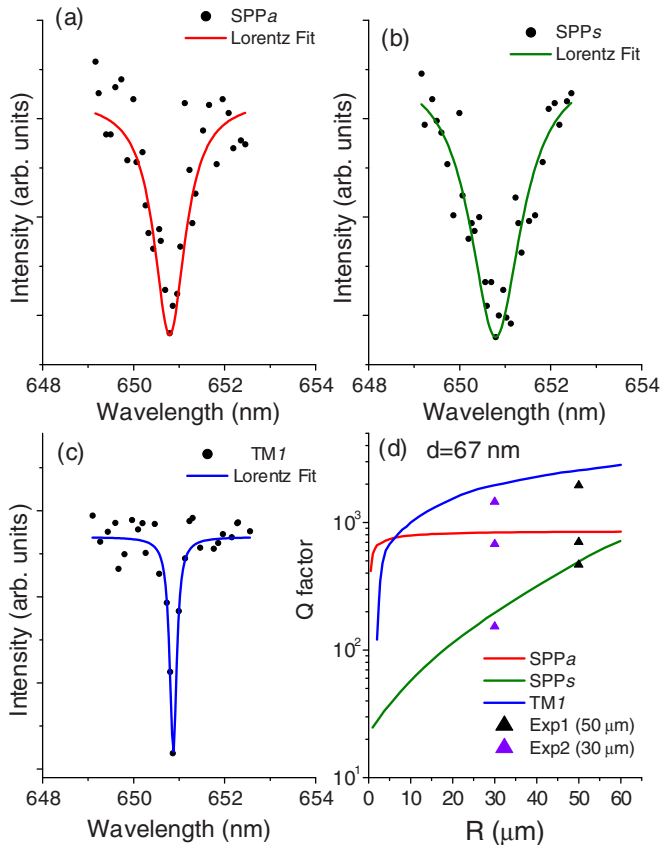 (a)
SPPa
Lorentz Fit
Intensity (arb. units)
648 650 652 654
Wavelength (nm)
(b)
SPPs
Lorentz Fit
Intensity (arb. units)
648 650 652 654
Wavelength (nm)
(c)
TM1
Lorentz Fit
Intensity (arb. units)
648 650 652 654
Wavelength (nm)
(d) d=67 nm
Q factor
10³
10²
10¹
SPPa
SPPs
TM1
Exp1 (50 μm)
Exp2 (30 μm)
0 10 20 30 40 50 60
R (μm)